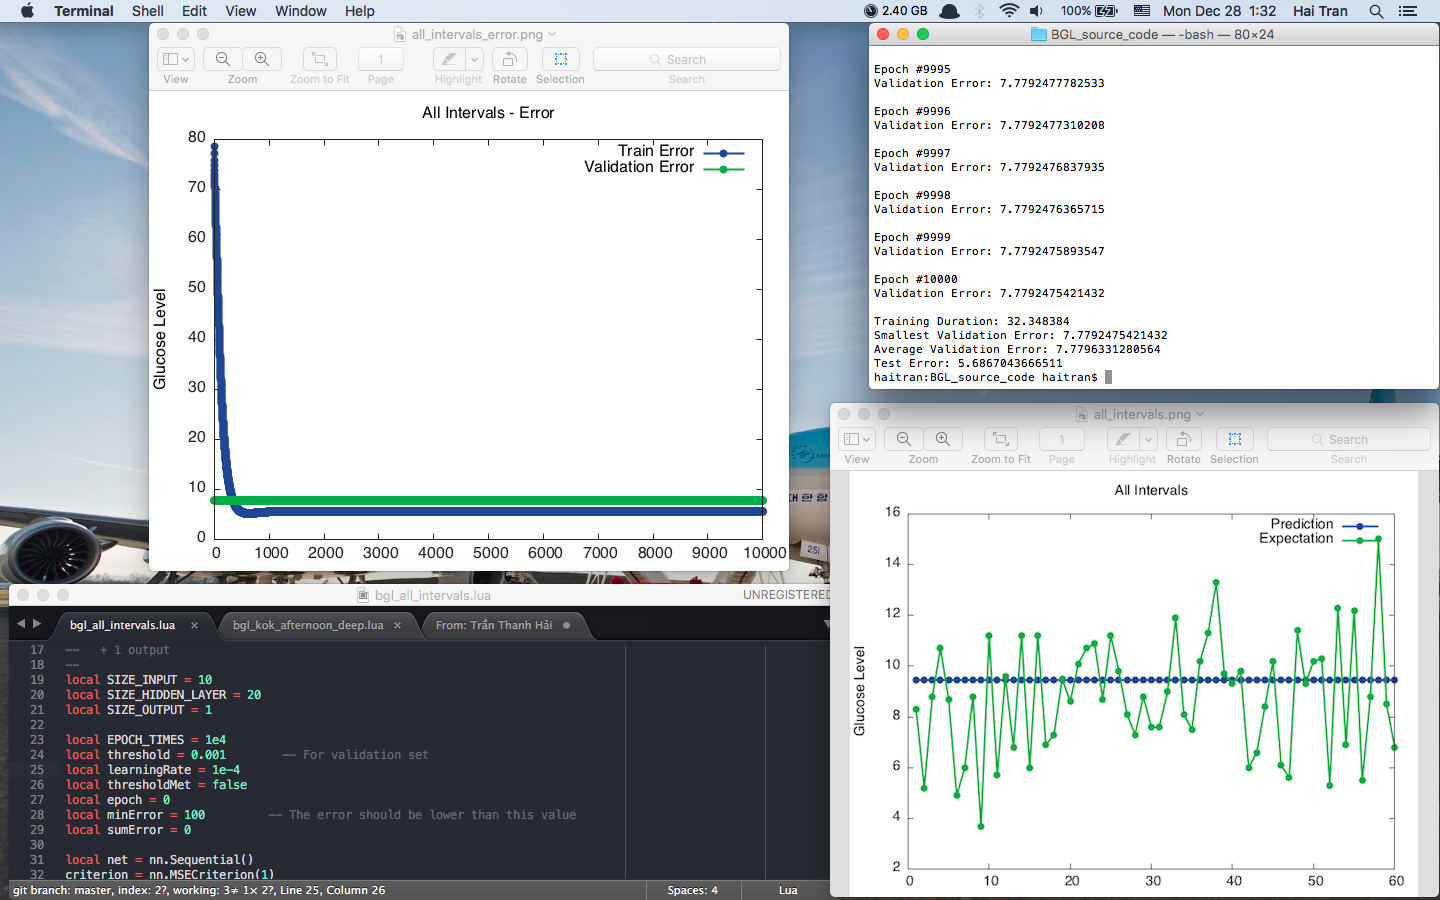 Terminal Shell Edit View Window Help 2.40 GB 100% Mon Dec 28 1:32 Hai Tran
all_intervals_error.png
1
Search
View Zoom Zoom to Fit Page Highlight Rotate Selection Search
All Intervals - Error
Train Error
Validation Error
Glucose Level
80
70
60
50
40
30
20
10
0
0 1000 2000 3000 4000 5000 6000 7000 8000 9000 10000
BGL_source_code — -bash — 80×24
Epoch #9995
Validation Error: 7.7792477782533
Epoch #9996
Validation Error: 7.7792477310208
Epoch #9997
Validation Error: 7.7792476837935
Epoch #9998
Validation Error: 7.7792476365715
Epoch #9999
Validation Error: 7.7792475893547
Epoch #10000
Validation Error: 7.7792475421432
Training Duration: 32.348384
Smallest Validation Error: 7.7792475421432
Average Validation Error: 7.7796331280564
Test Error: 5.6867043666511
haitran:BGL_source_code haitran$
대한항
251
bgl_all_intervals.lua
UNREGISTERED
bgl_all_intervals.lua × bgl_kok_afternoon_deep.lua × From: Trần Thanh Hải
17 -- + 1 output
18 --
19 local SIZE_INPUT = 10
20 local SIZE_HIDDEN_LAYER = 20
21 local SIZE_OUTPUT = 1
22
23 local EPOCH_TIMES = 1e4
24 local threshold = 0.001 -- For validation set
25 local learningRate = 1e-4
26 local thresholdMet = false
27 local epoch = 0
28 local minError = 100 -- The error should be lower than this value
29 local sumError = 0
30
31 local net = nn.Sequential()
32 criterion = nn.MSECriterion(1)
git branch: master, index: 2?, working: 3≠ 1× 2?, Line 25, Column 26 Spaces: 4 Lua
all_intervals.png
1
Search
View Zoom Zoom to Fit Page Highlight Rotate Selection Search
All Intervals
Prediction
Expectation
Glucose Level
16
14
12
10
8
6
4
2
0 10 20 30 40 50 60